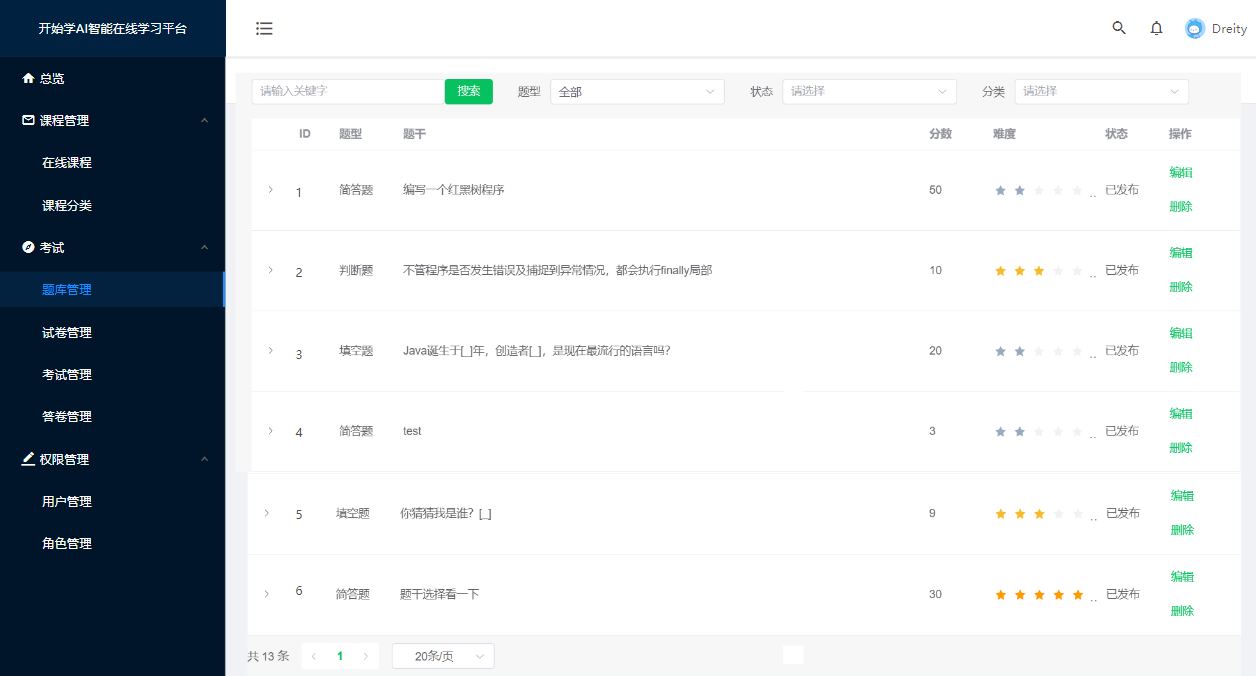 开始学AI智能在线学习平台
Dreity
总览
课程管理
在线课程
课程分类
考试
题库管理
试卷管理
考试管理
答卷管理
权限管理
用户管理
角色管理
请输入关键字 搜索 题型 全部 状态 请选择 分类 请选择
ID 题型 题干 分数 难度 状态 操作
1 简答题 编写一个红黑树程序 50 .. 已发布 编辑
删除
2 判断题 不管程序是否发生错误及捕捉到异常情况，都会执行finally局部 10 .. 已发布 编辑
删除
3 填空题 Java诞生于[_]年，创造者[_]，是现在最流行的语言吗? 20 .. 已发布 编辑
删除
4 简答题 test 3 .. 已发布 编辑
删除
5 填空题 你猜猜我是谁？[_] 9 .. 已发布 编辑
删除
6 简答题 题干选择看一下 30 .. 已发布 编辑
删除
共 13 条 1 20条/页